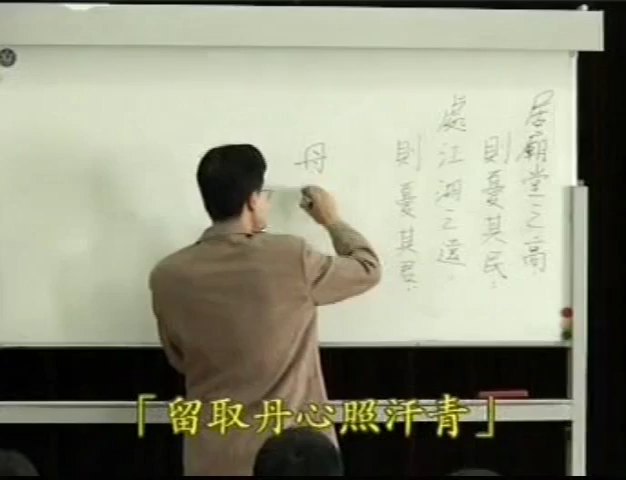 居廟堂之高
則憂其民
處江湖之遠
則憂其君
丹
「留取丹心照汗青」